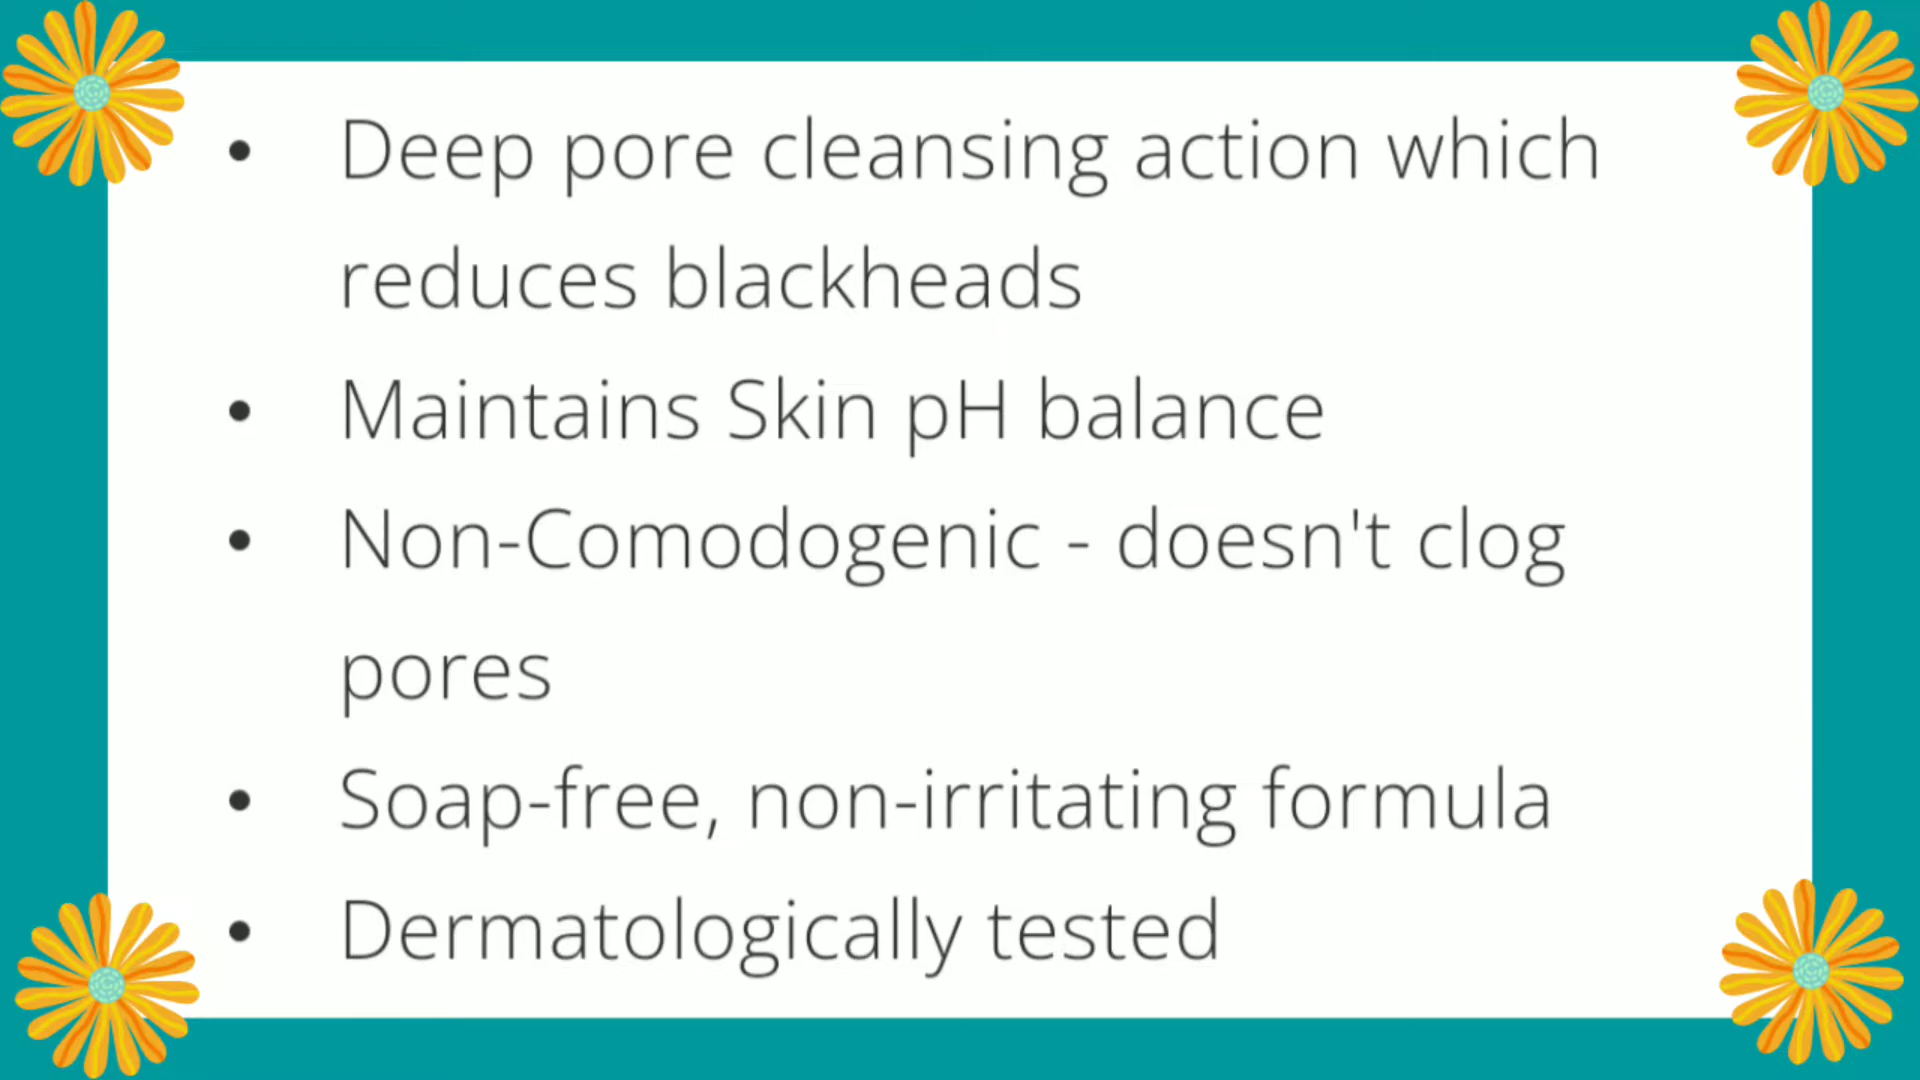 • Deep pore cleansing action which
reduces blackheads
• Maintains Skin pH balance
• Non-Comodogenic - doesn't clog
pores
• Soap-free, non-irritating formula
• Dermatologically tested